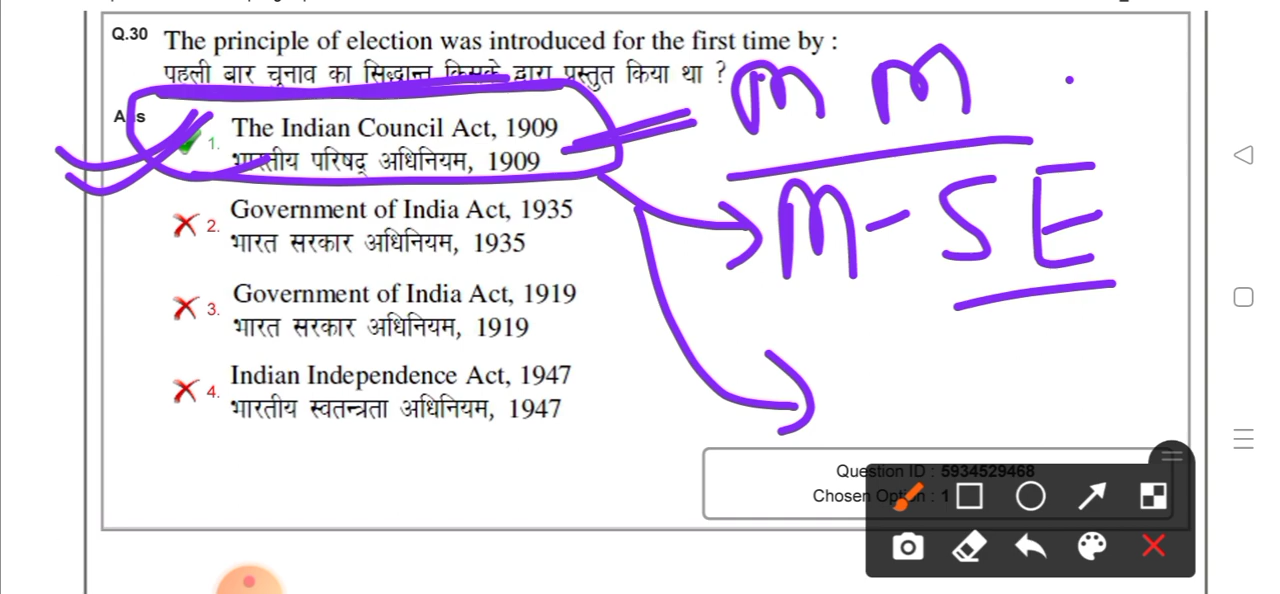 Q.30 The principle of election was introduced for the first time by :
पहली बार चुनाव का सिद्धान्त किसके द्वारा प्रस्तुत किया था ?
M M
Ans
1. The Indian Council Act, 1909
भारतीय परिषद् अधिनियम, 1909
M - SE
2. Government of India Act, 1935
भारत सरकार अधिनियम, 1935
3. Government of India Act, 1919
भारत सरकार अधिनियम, 1919
4. Indian Independence Act, 1947
भारतीय स्वतन्त्रता अधिनियम, 1947
Question ID : 5934529468
Chosen Option : 1